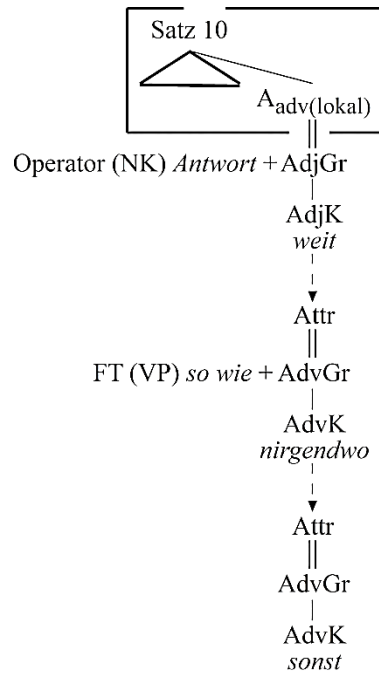 Satz 10
A_adv(lokal)
Operator (NK) Antwort + AdjGr
AdjK
weit
Attr
FT (VP) so wie + AdvGr
AdvK
nirgendwo
Attr
AdvGr
AdvK
sonst